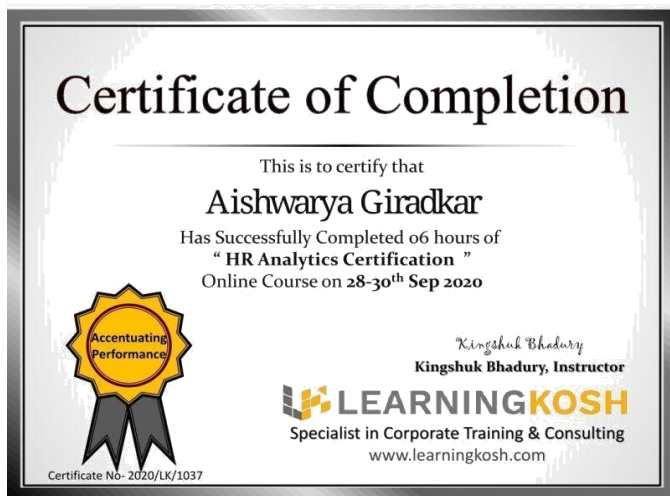 Certificate of Completion
This is to certify that
Aishwarya Giradkar
Has Successfully Completed 06 hours of
“ HR Analytics Certification ”
Online Course on 28-30th Sep 2020
Accentuating
Performance
Kingshuk Bhadury
Kingshuk Bhadury, Instructor
LEARNINGKOSH
Specialist in Corporate Training & Consulting
www.learningkosh.com
Certificate No- 2020/LK/1037